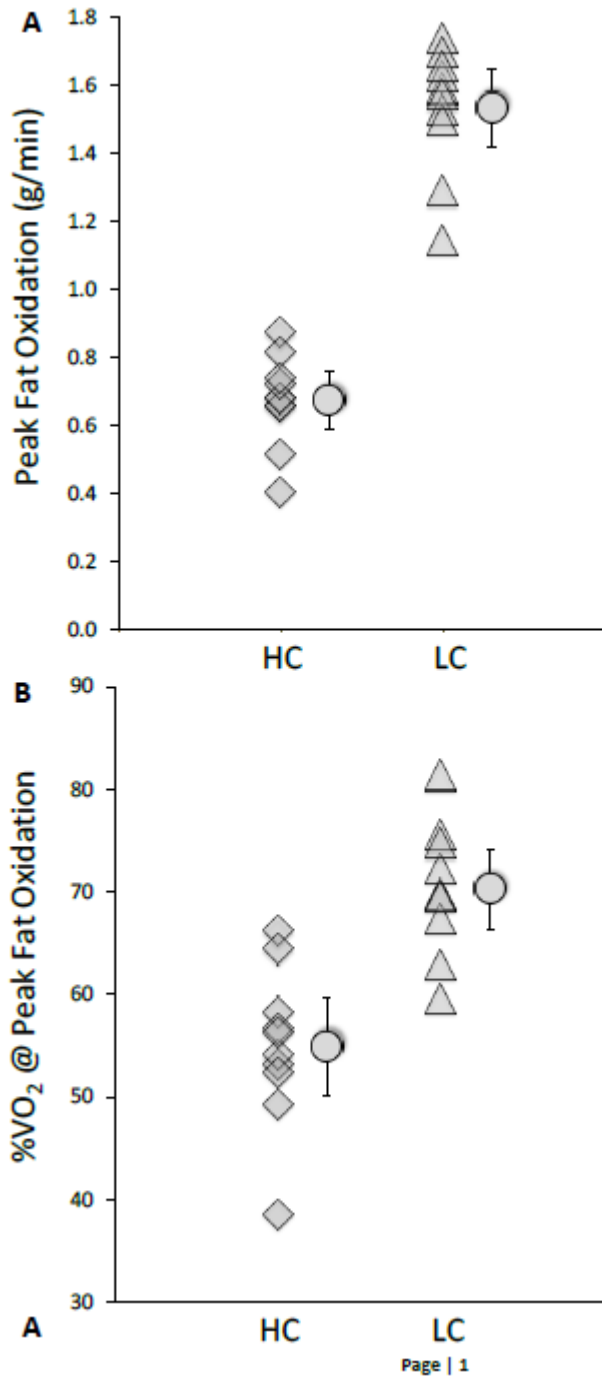 A
Peak Fat Oxidation (g/min)
1.8
1.6
1.4
1.2
1.0
0.8
0.6
0.4
0.2
0.0
HC LC
B
%VO₂ @ Peak Fat Oxidation
90
80
70
60
50
40
30
A
HC LC
Page | 1